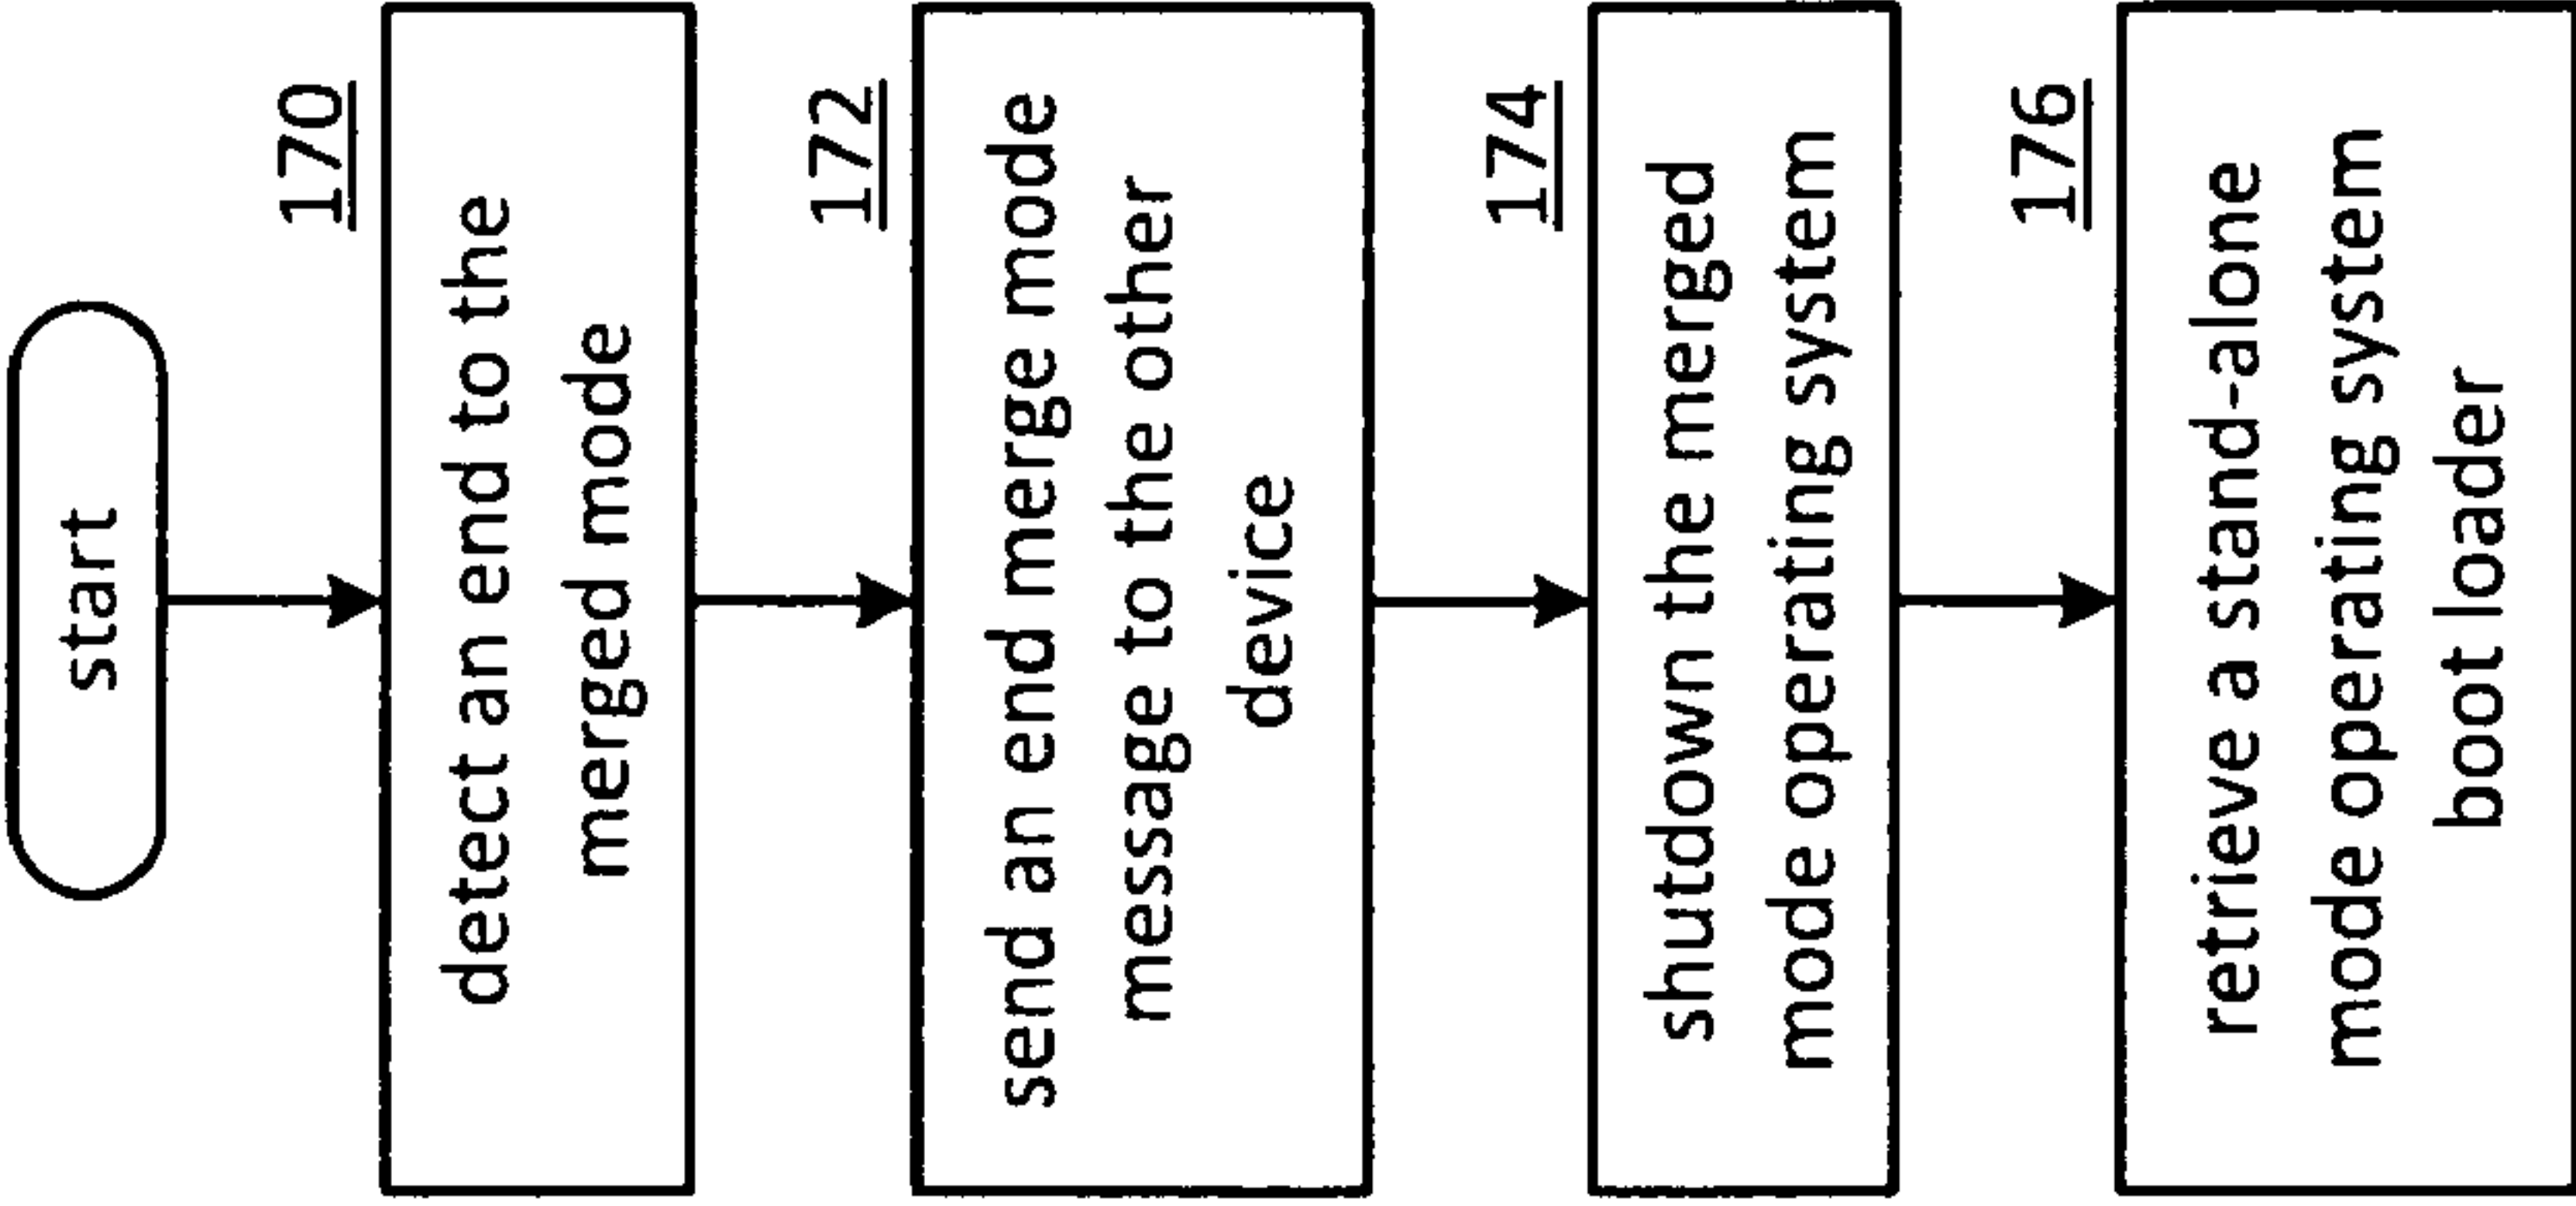 start
170
detect an end to the
merged mode
172
send an end merge mode
message to the other
device
174
shutdown the merged
mode operating system
176
retrieve a stand-alone
mode operating system
boot loader